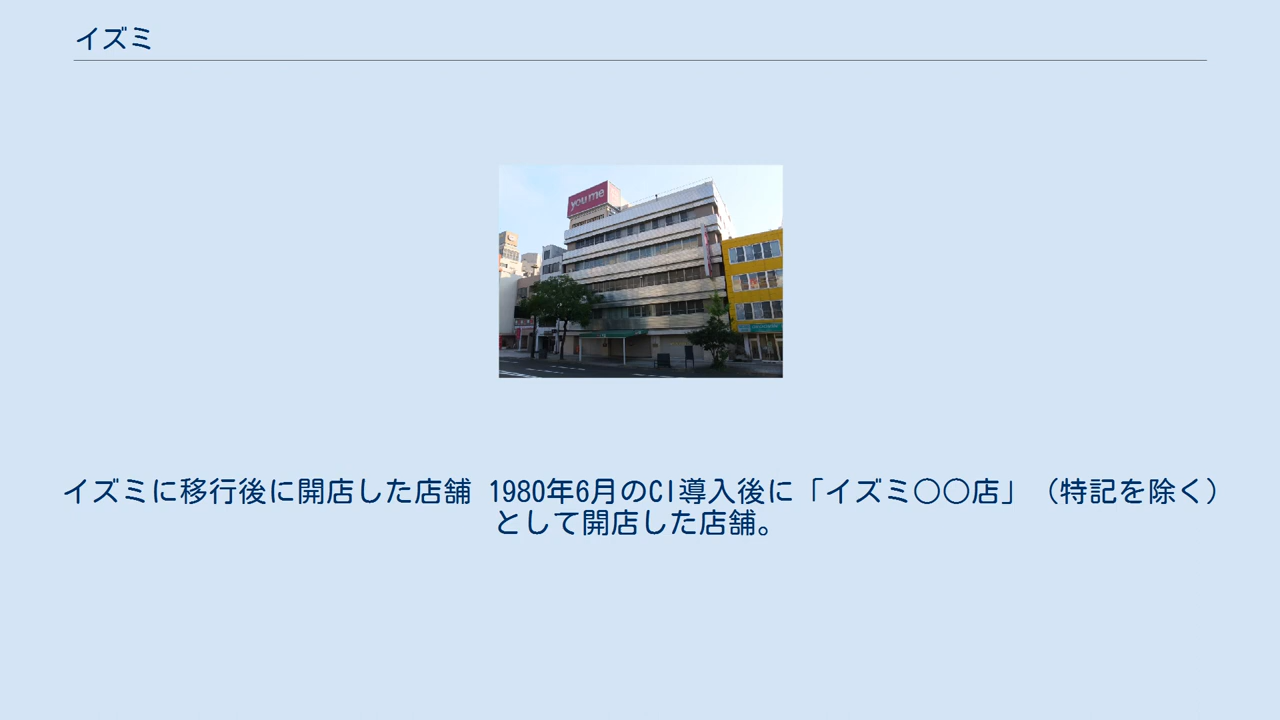 イズミ
you me
イズミに移行後に開店した店舗 1980年6月のCI導入後に「イズミ〇〇店」（特記を除く）
として開店した店舗。